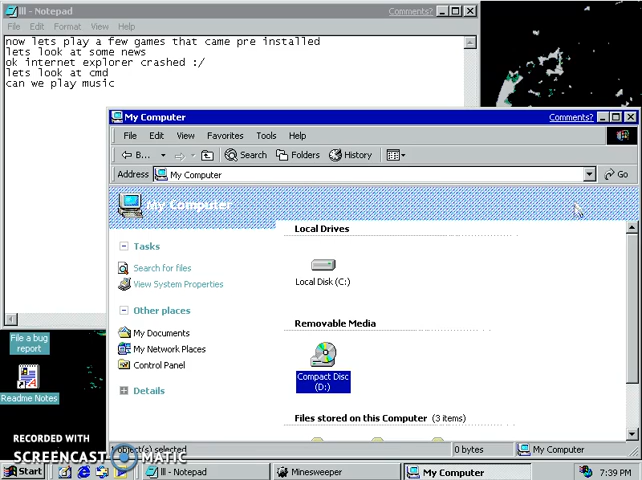 lll - Notepad
Comments?
File Edit Format View Help
now lets play a few games that came pre installed
lets look at some news
ok internet explorer crashed :/
lets look at cmd
can we play music
My Computer
Comments?
File Edit View Favorites Tools Help
B... Search Folders History
Address My Computer Go
My Computer
Local Drives
Tasks
Search for files
View System Properties
Local Disk (C:)
Other places
My Documents
My Network Places
Control Panel
Details
Removable Media
Compact Disc
(D:)
Files stored on this Computer (3 items)
1 object(s) selected
0 bytes
My Computer
File a bug
report
Readme Notes
RECORDED WITH
SCREENCAST MATIC
Start
lll - Notepad
Minesweeper
My Computer
7:39 PM